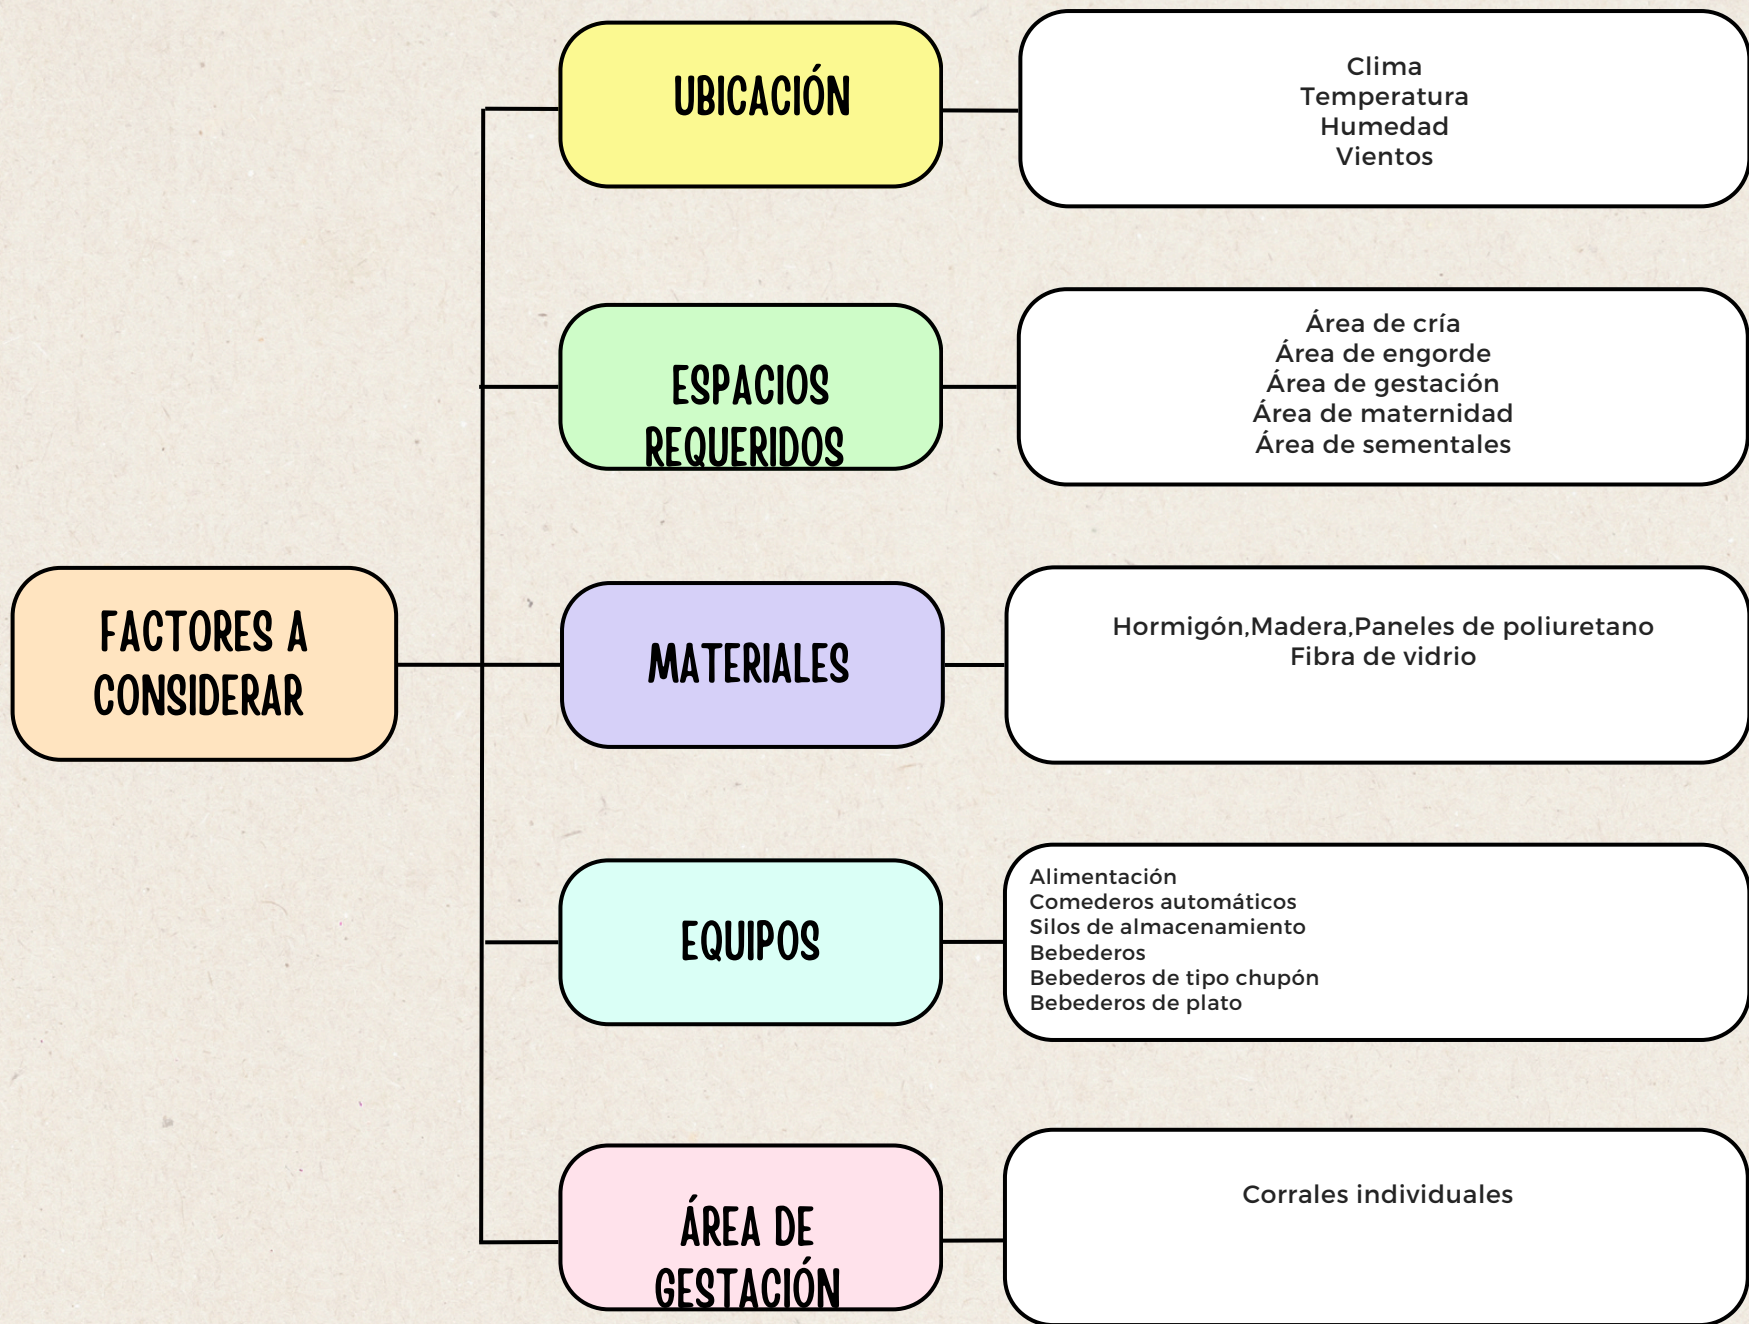 UBICACIÓN
Clima
Temperatura
Humedad
Vientos
ESPACIOS
REQUERIDOS
Área de cría
Área de engorde
Área de gestación
Área de maternidad
Área de sementales
FACTORES A
CONSIDERAR
MATERIALES
Hormigón,Madera,Paneles de poliuretano
Fibra de vidrio
EQUIPOS
Alimentación
Comederos automáticos
Silos de almacenamiento
Bebederos
Bebederos de tipo chupón
Bebederos de plato
ÁREA DE
GESTACIÓN
Corrales individuales